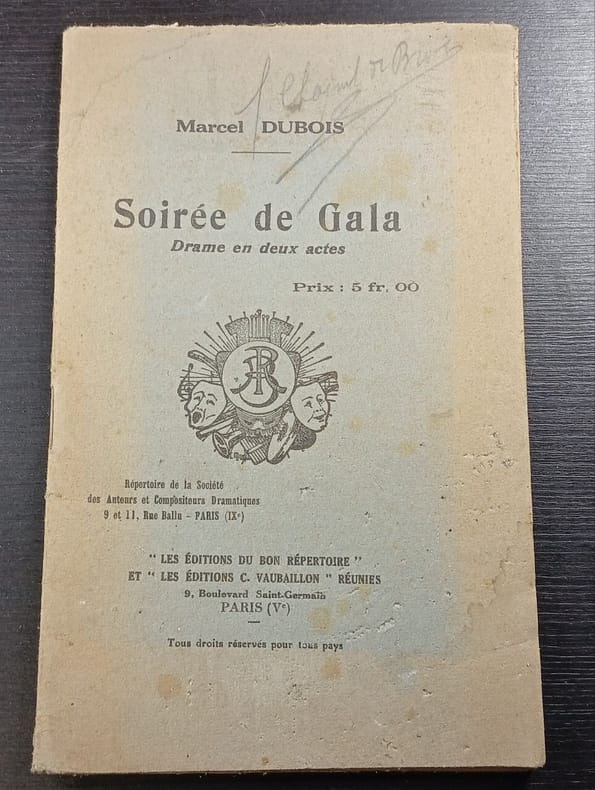 Marcel DUBOIS
Soirée de Gala
Drame en deux actes
Prix : 5 fr. 00
Répertoire de la Société
des Auteurs et Compositeurs Dramatiques
9 et 11, Rue Ballu - PARIS (IXe)
" LES ÉDITIONS DU BON RÉPERTOIRE "
ET " LES ÉDITIONS C. VAUBAILLON " RÉUNIES
9, Boulevard Saint-Germain
PARIS (Ve)
Tous droits réservés pour tous pays